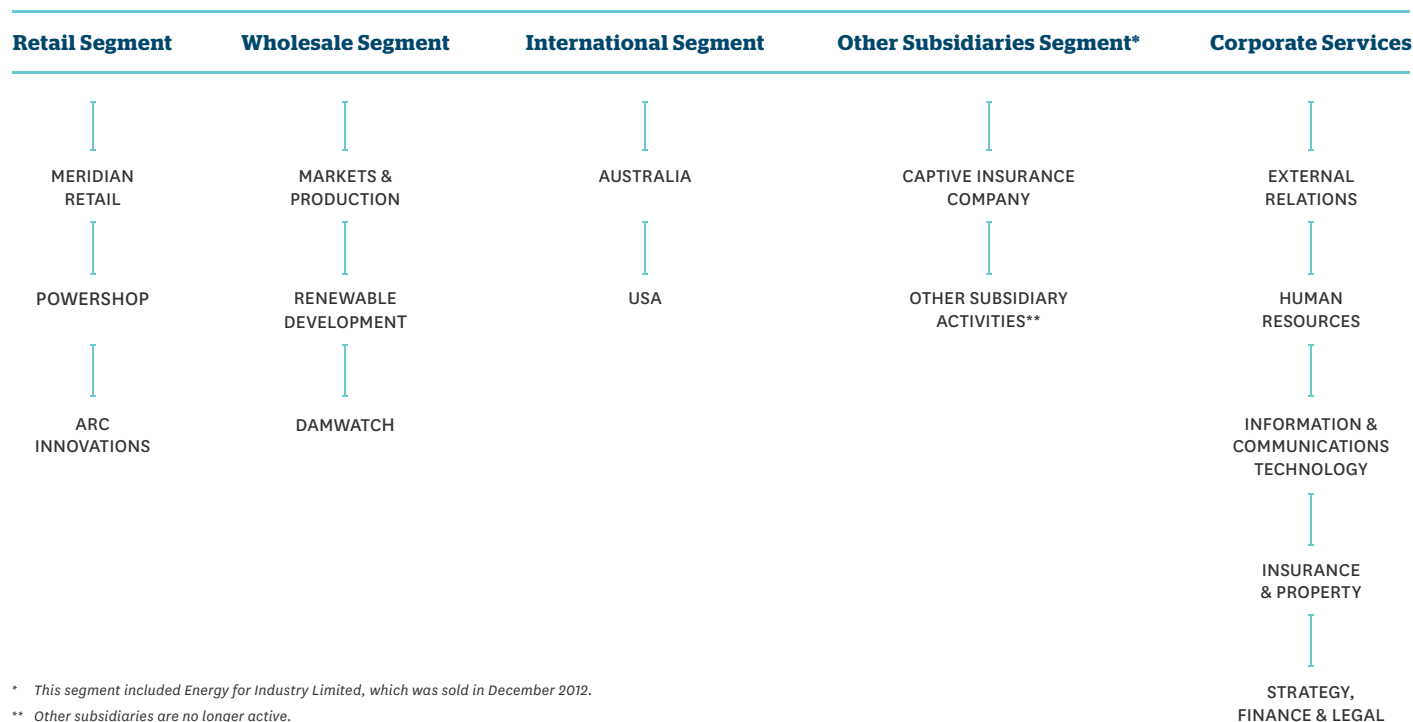 Retail Segment
Wholesale Segment
International Segment
Other Subsidiaries Segment*
Corporate Services
MERIDIAN
RETAIL
POWERSHOP
ARC
INNOVATIONS
MARKETS &
PRODUCTION
RENEWABLE
DEVELOPMENT
DAMWATCH
AUSTRALIA
USA
CAPTIVE INSURANCE
COMPANY
OTHER SUBSIDIARY
ACTIVITIES**
EXTERNAL
RELATIONS
HUMAN
RESOURCES
INFORMATION &
COMMUNICATIONS
TECHNOLOGY
INSURANCE
& PROPERTY
STRATEGY,
FINANCE & LEGAL
* This segment included Energy for Industry Limited, which was sold in December 2012.
** Other subsidiaries are no longer active.